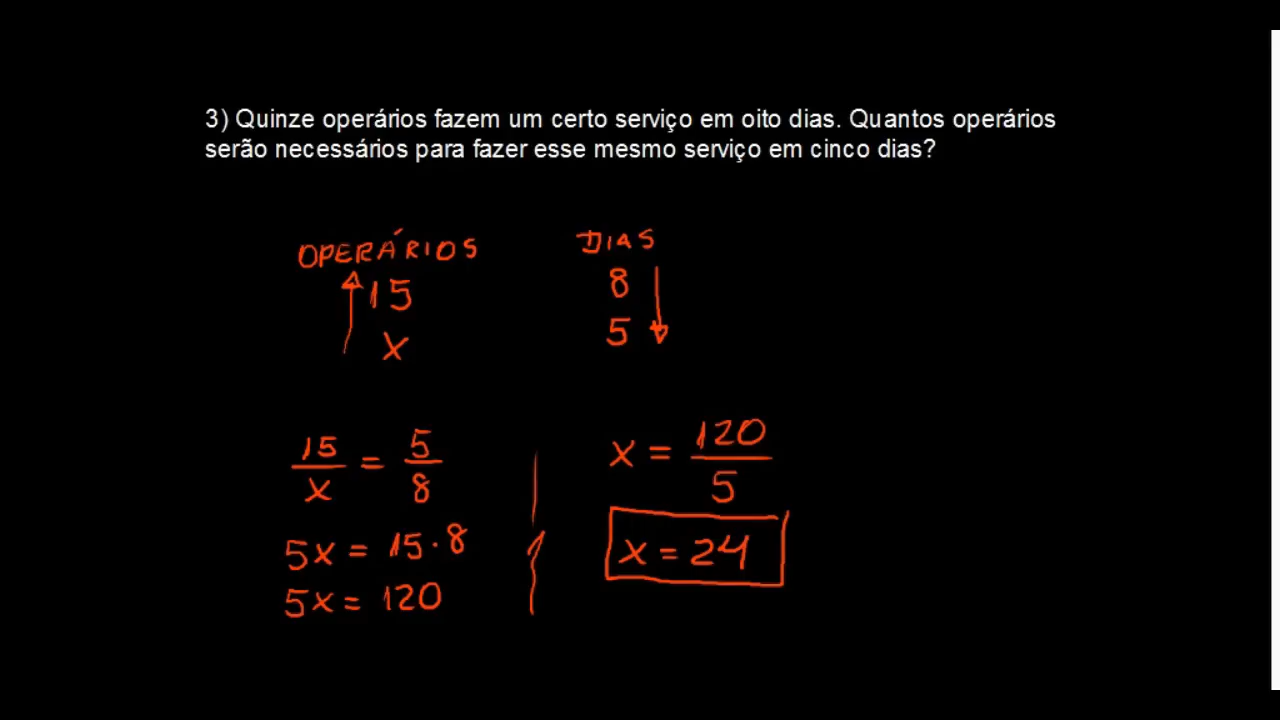 3) Quinze operários fazem um certo serviço em oito dias. Quantos operários
serão necessários para fazer esse mesmo serviço em cinco dias?
OPERÁRIOS
15
x
DIAS
8
5
15/x = 5/8
5x = 15·8
5x = 120
x = 120/5
x = 24